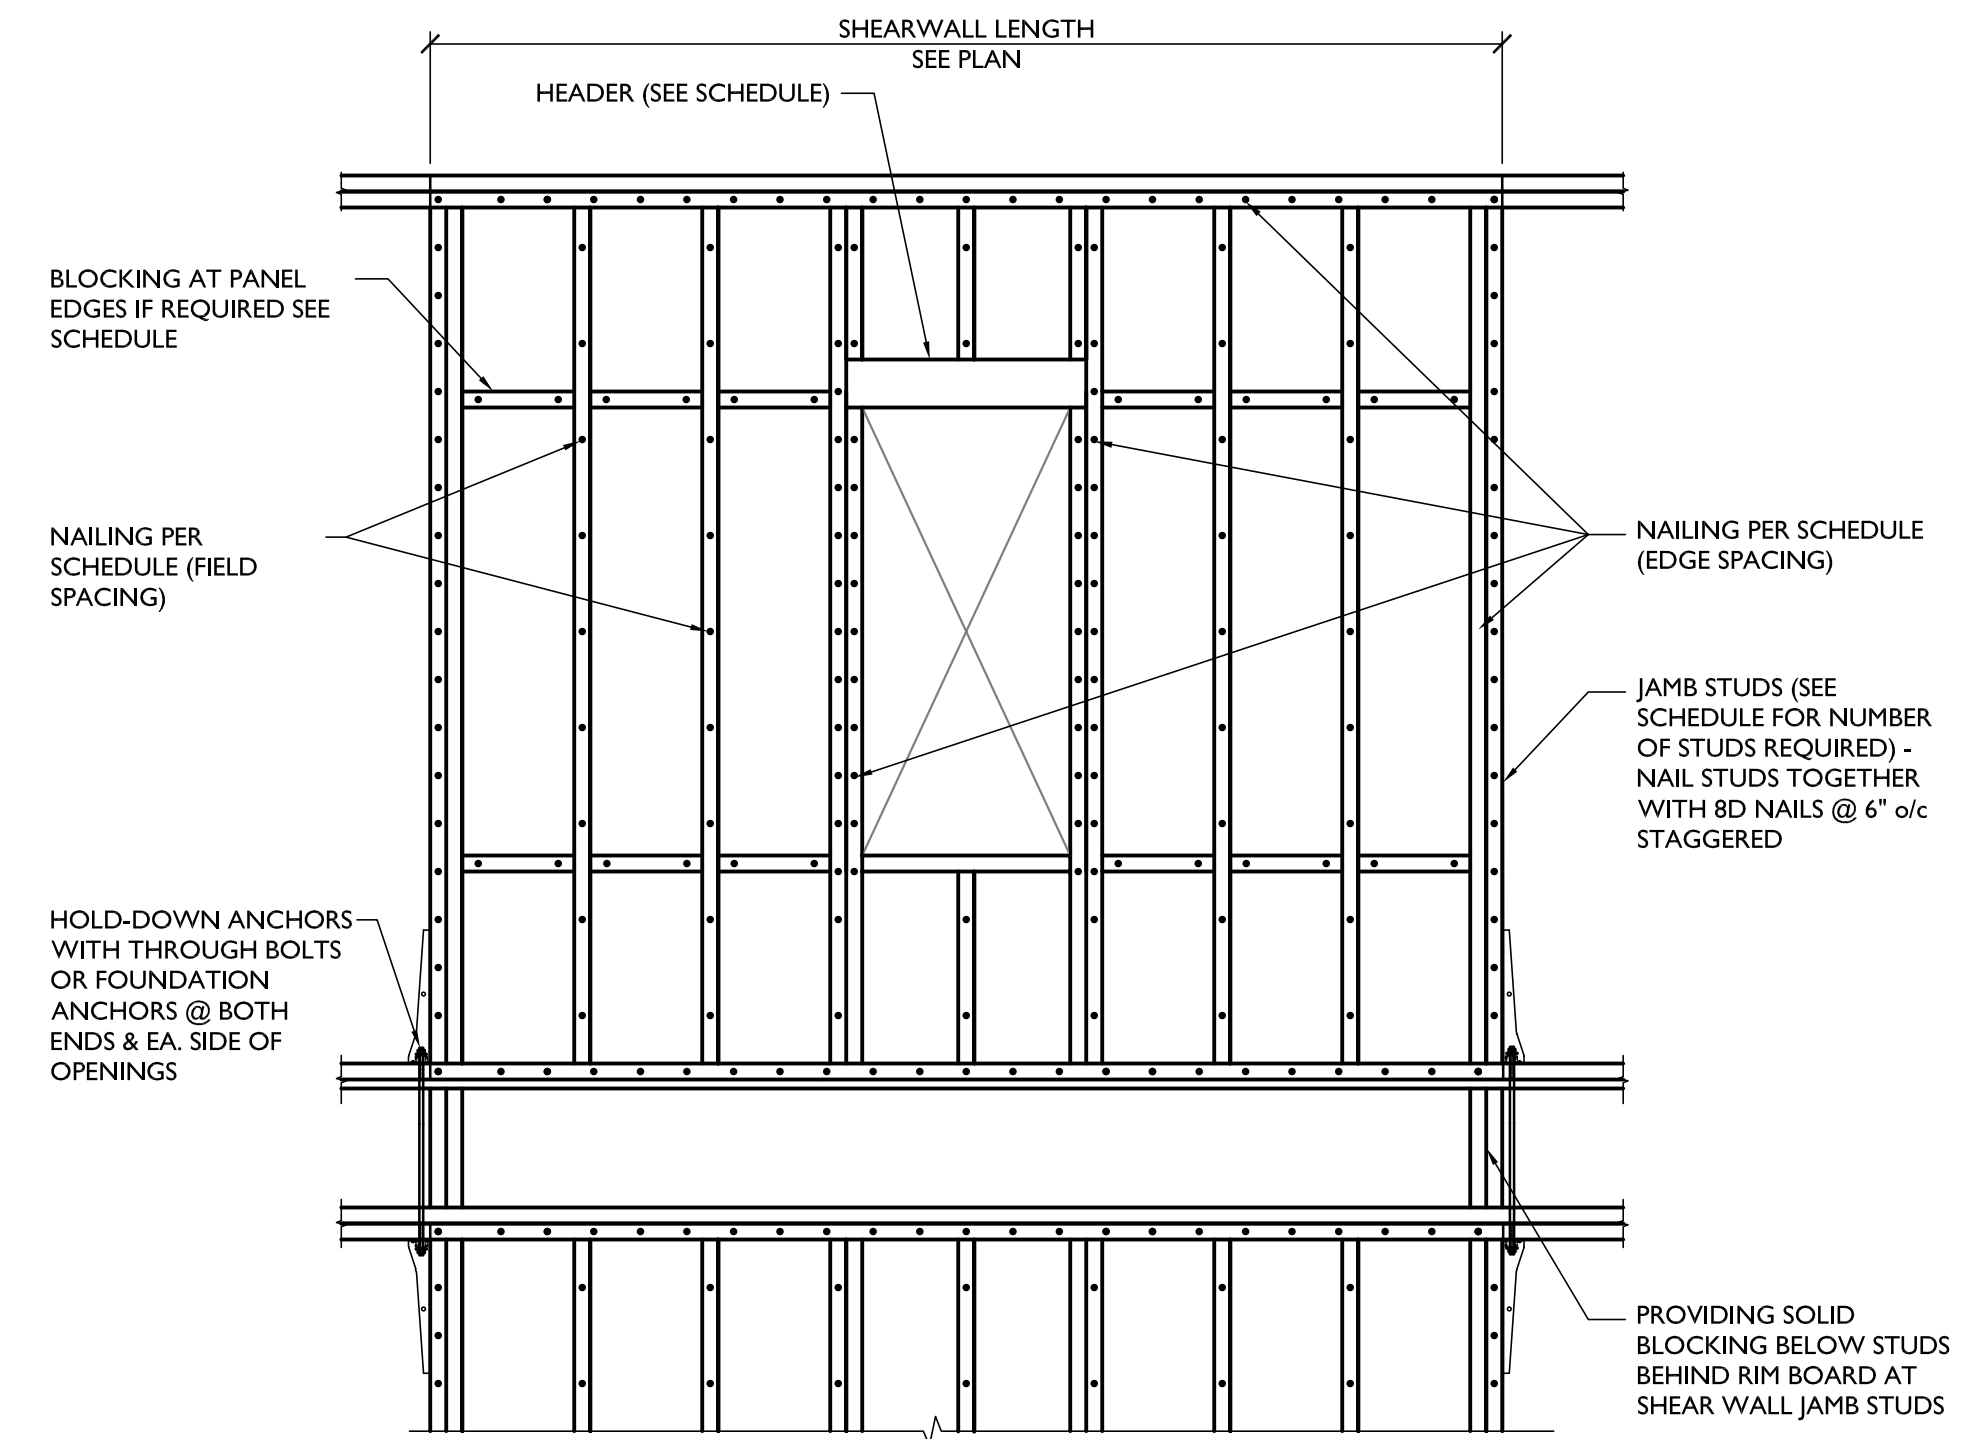 SHEARWALL LENGTH
SEE PLAN
HEADER (SEE SCHEDULE)
BLOCKING AT PANEL
EDGES IF REQUIRED SEE
SCHEDULE
NAILING PER
SCHEDULE (FIELD
SPACING)
NAILING PER SCHEDULE
(EDGE SPACING)
JAMB STUDS (SEE
SCHEDULE FOR NUMBER
OF STUDS REQUIRED) -
NAIL STUDS TOGETHER
WITH 8D NAILS @ 6" o/c
STAGGERED
HOLD-DOWN ANCHORS
WITH THROUGH BOLTS
OR FOUNDATION
ANCHORS @ BOTH
ENDS & EA. SIDE OF
OPENINGS
PROVIDING SOLID
BLOCKING BELOW STUDS
BEHIND RIM BOARD AT
SHEAR WALL JAMB STUDS